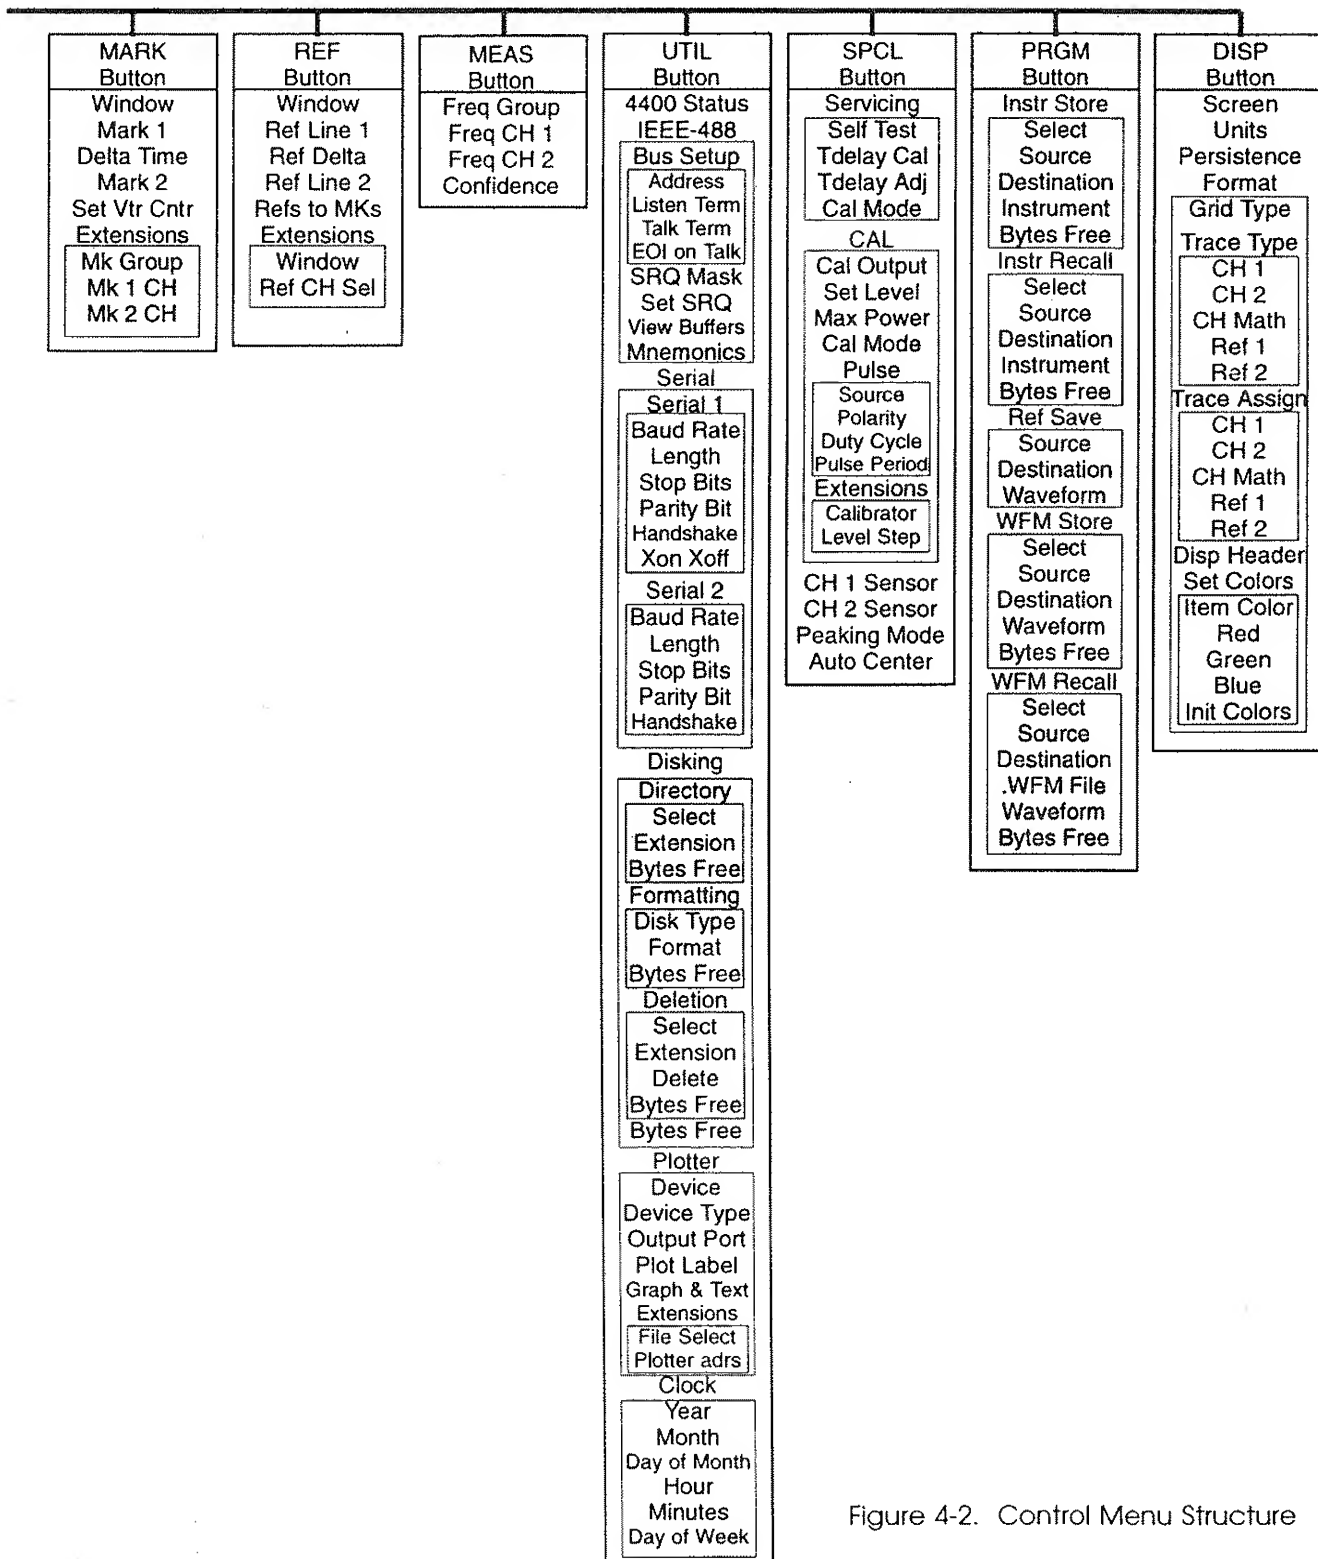 MARK
Button
Window
Mark 1
Delta Time
Mark 2
Set Vtr Cntr
Extensions
Mk Group
Mk 1 CH
Mk 2 CH
REF
Button
Window
Ref Line 1
Ref Delta
Ref Line 2
Refs to MKs
Extensions
Window
Ref CH Sel
MEAS
Button
Freq Group
Freq CH 1
Freq CH 2
Confidence
UTIL
Button
4400 Status
IEEE-488
Bus Setup
Address
Listen Term
Talk Term
EOI on Talk
SRQ Mask
Set SRQ
View Buffers
Mnemonics
Serial
Serial 1
Baud Rate
Length
Stop Bits
Parity Bit
Handshake
Xon Xoff
Serial 2
Baud Rate
Length
Stop Bits
Parity Bit
Handshake
Disking
Directory
Select
Extension
Bytes Free
Formatting
Disk Type
Format
Bytes Free
Deletion
Select
Extension
Delete
Bytes Free
Bytes Free
Plotter
Device
Device Type
Output Port
Plot Label
Graph & Text
Extensions
File Select
Plotter adrs
Clock
Year
Month
Day of Month
Hour
Minutes
Day of Week
SPCL
Button
Servicing
Self Test
Tdelay Cal
Tdelay Adj
Cal Mode
CAL
Cal Output
Set Level
Max Power
Cal Mode
Pulse
Source
Polarity
Duty Cycle
Pulse Period
Extensions
Calibrator
Level Step
CH 1 Sensor
CH 2 Sensor
Peaking Mode
Auto Center
PRGM
Button
Instr Store
Select
Source
Destination
Instrument
Bytes Free
Instr Recall
Select
Source
Destination
Instrument
Bytes Free
Ref Save
Source
Destination
Waveform
WFM Store
Select
Source
Destination
Waveform
Bytes Free
WFM Recall
Select
Source
Destination
.WFM File
Waveform
Bytes Free
DISP
Button
Screen
Units
Persistence
Format
Grid Type
Trace Type
CH 1
CH 2
CH Math
Ref 1
Ref 2
Trace Assign
CH 1
CH 2
CH Math
Ref 1
Ref 2
Disp Header
Set Colors
Item Color
Red
Green
Blue
Init Colors
Figure 4-2. Control Menu Structure